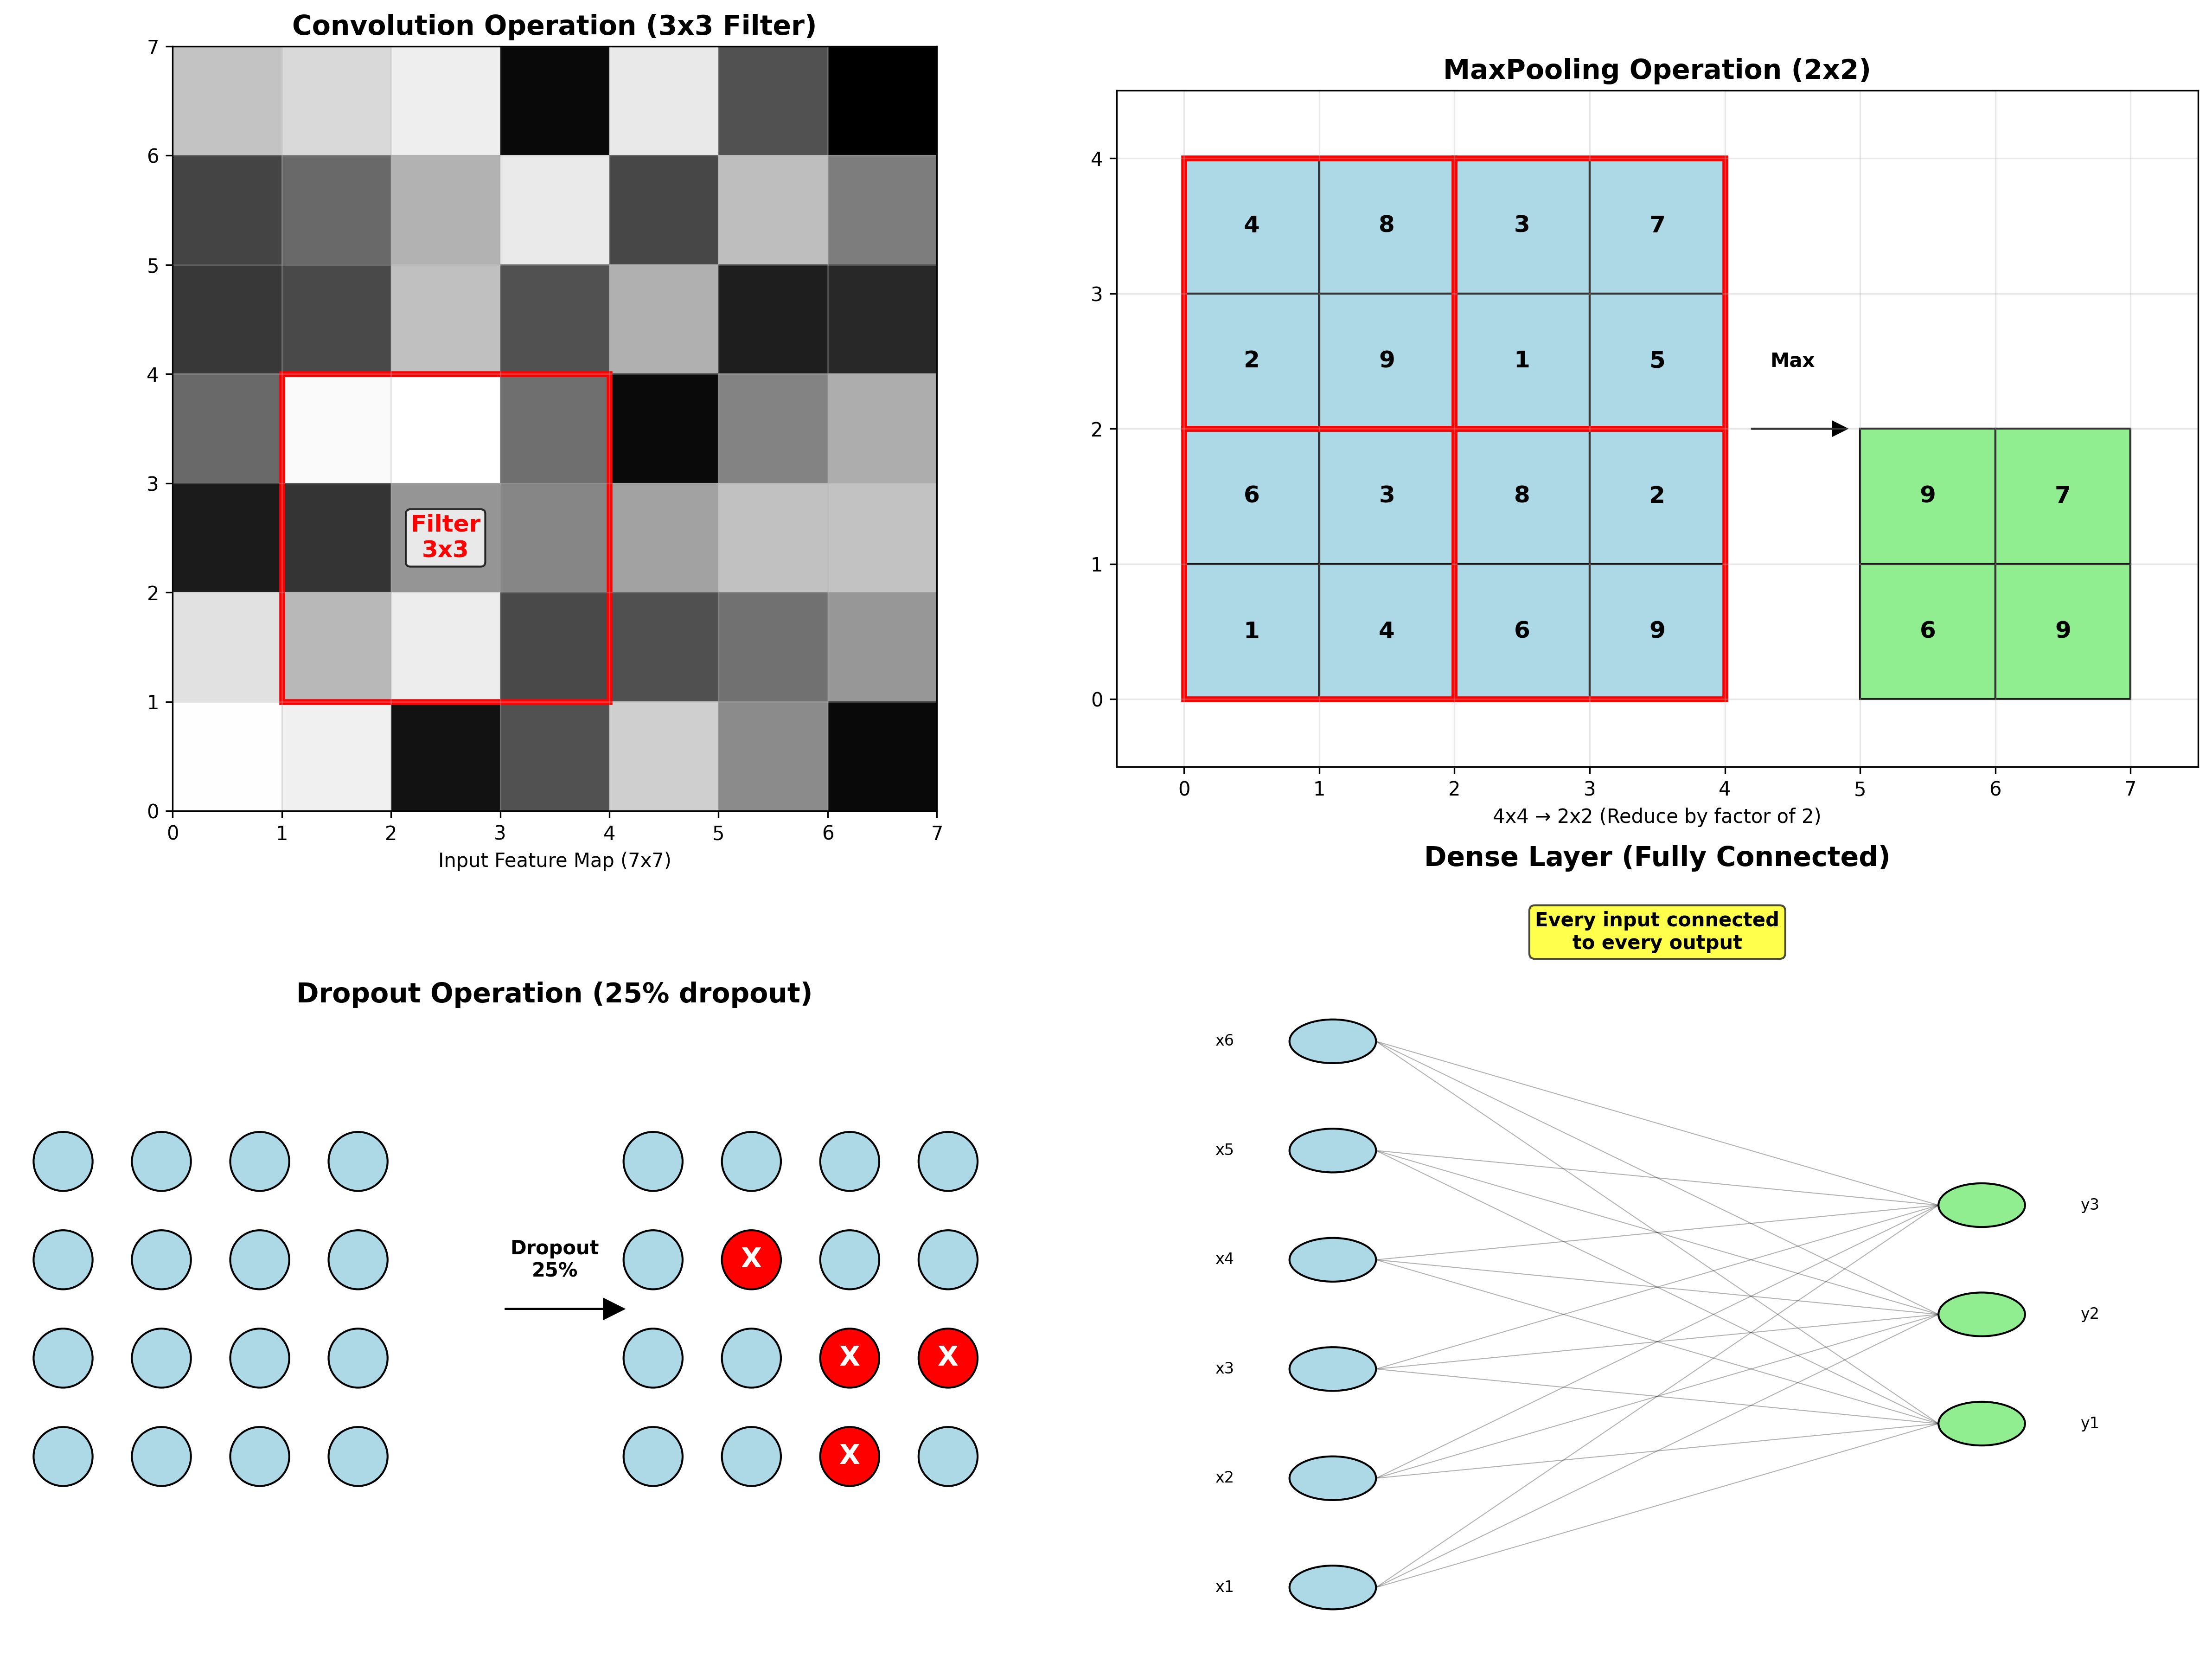 Convolution Operation (3x3 Filter)
7
6
5
4
3
2
1
0
Filter
3x3
0 1 2 3 4 5 6 7
Input Feature Map (7x7)
MaxPooling Operation (2x2)
4
3
2
1
0
4 8 3 7
2 9 1 5
6 3 8 2
1 4 6 9
Max
9 7
6 9
0 1 2 3 4 5 6 7
4x4 → 2x2 (Reduce by factor of 2)
Dropout Operation (25% dropout)
Dropout
25%
X
X X
X
Dense Layer (Fully Connected)
Every input connected
to every output
x6
x5
x4
x3
x2
x1
y3
y2
y1